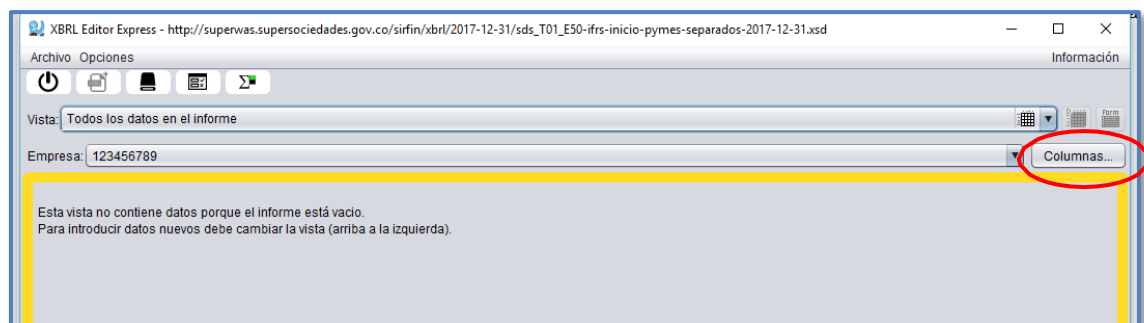 XBRL Editor Express - http://superwas.supersociedades.gov.co/sirfin/xbrl/2017-12-31/sds_T01_E50-ifrs-inicio-pymes-separados-2017-12-31.xsd
Archivo Opciones Información
Vista: Todos los datos en el informe
Empresa: 123456789 Columnas...
Esta vista no contiene datos porque el informe está vacio.
Para introducir datos nuevos debe cambiar la vista (arriba a la izquierda).